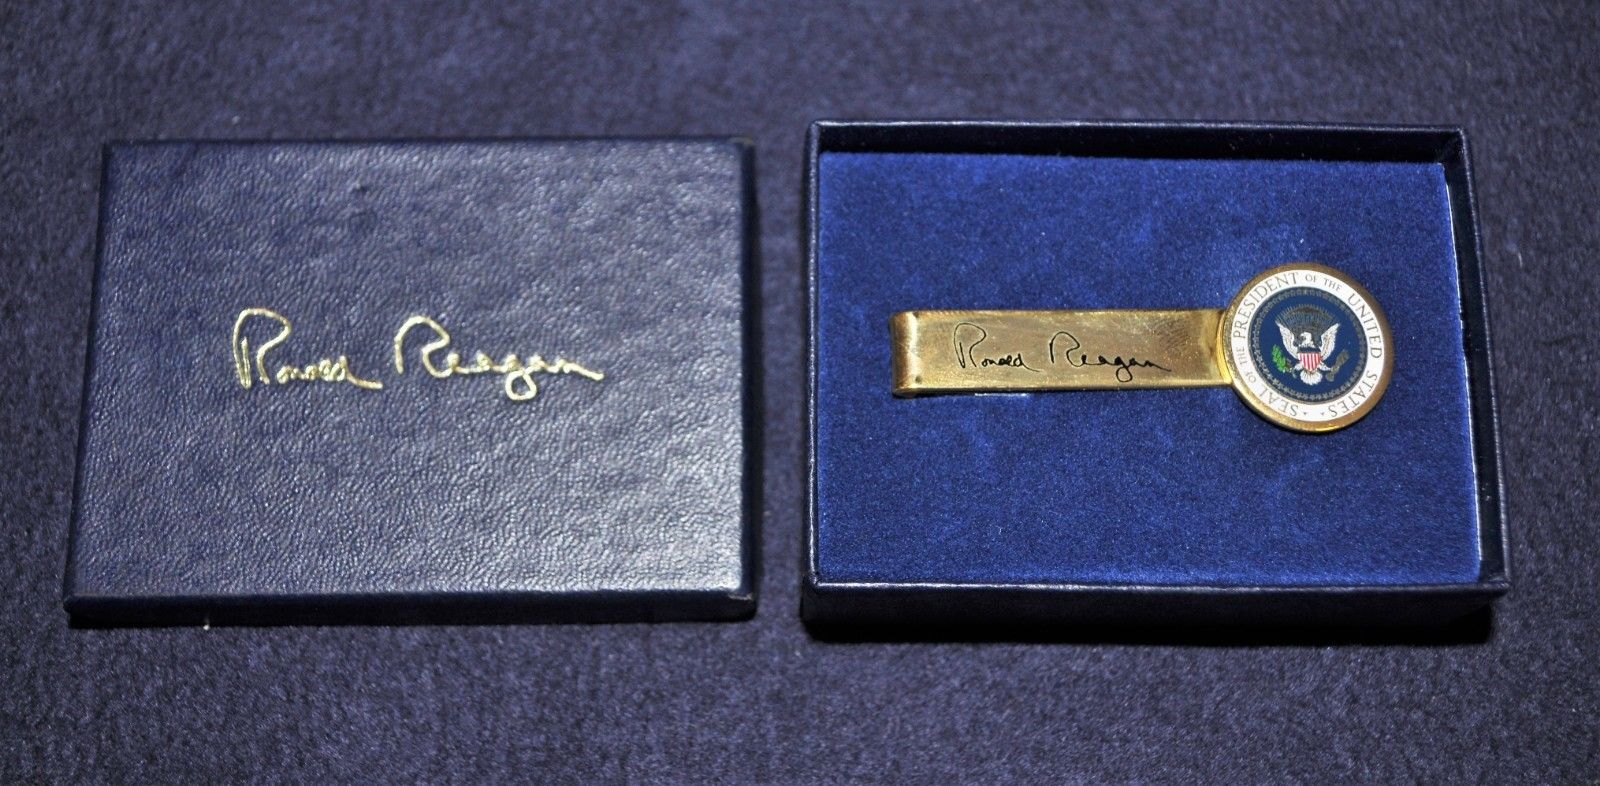 Ronald Reagan
Ronald Reagan
SEAL OF THE PRESIDENT OF THE UNITED STATES